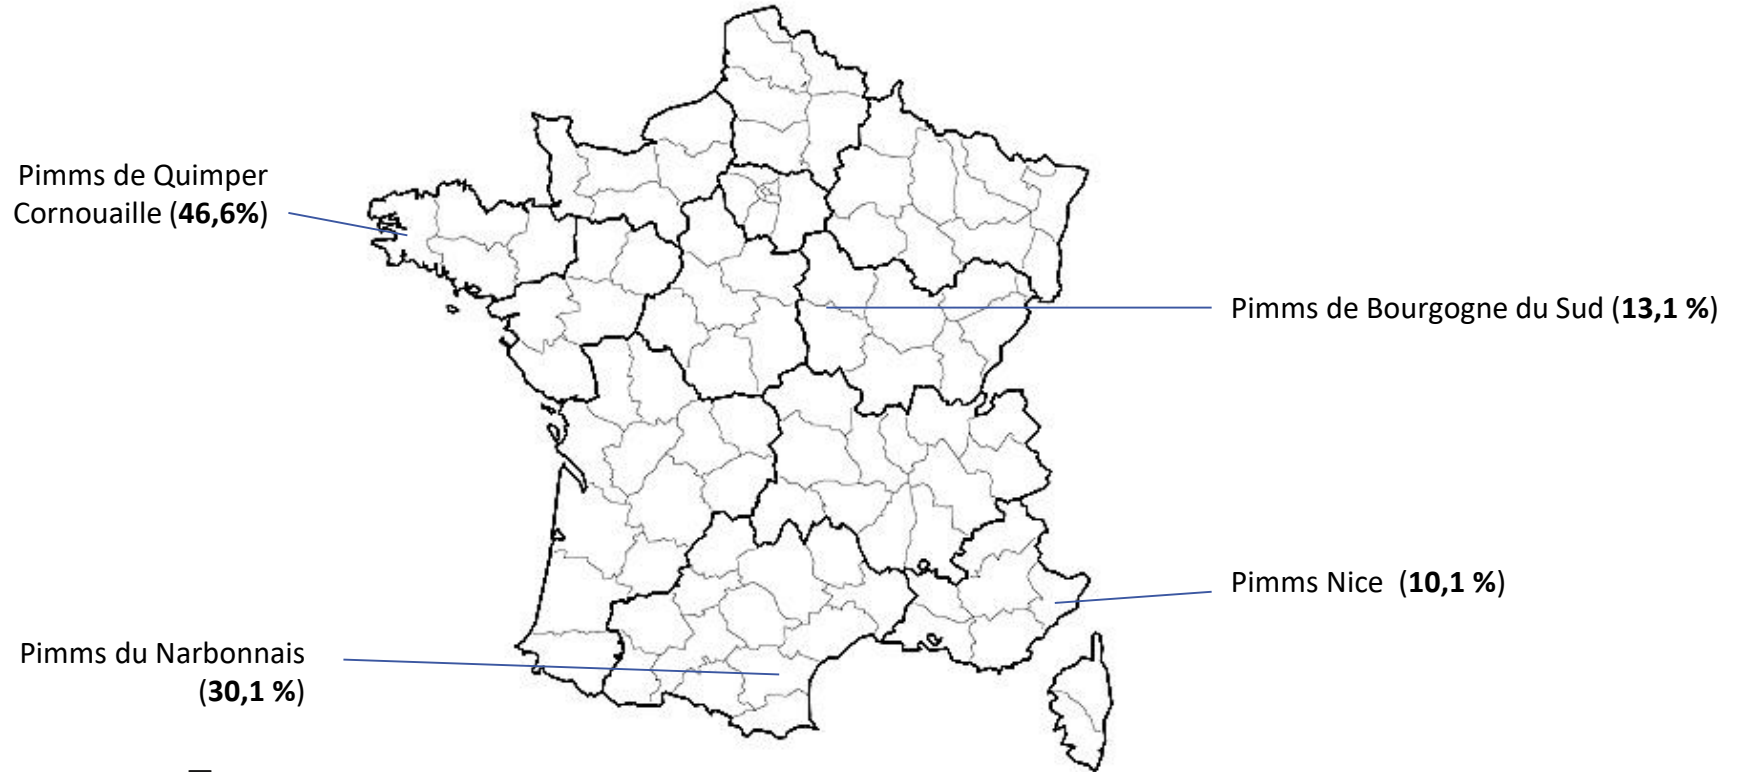 Pimms de Quimper
Cornouaille (46,6%)
Pimms de Bourgogne du Sud (13,1 %)
Pimms Nice (10,1 %)
Pimms du Narbonnais
(30,1 %)